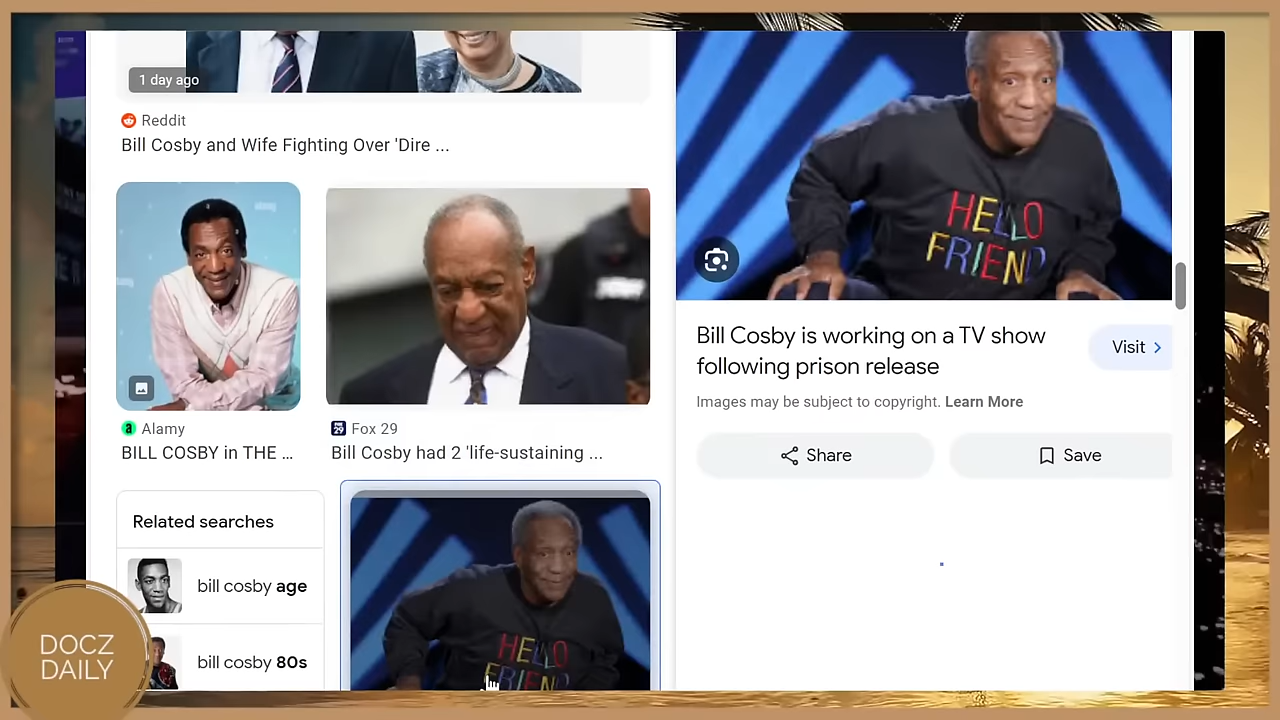 1 day ago
Reddit
Bill Cosby and Wife Fighting Over 'Dire ...
Alamy
BILL COSBY in THE ...
Fox 29
Bill Cosby had 2 'life-sustaining ...
Related searches
bill cosby age
bill cosby 80s
HELLO
FRIEND
HELLO
FRIEND
Bill Cosby is working on a TV show
following prison release
Visit
Images may be subject to copyright. Learn More
Share
Save
DOCZ
DAILY